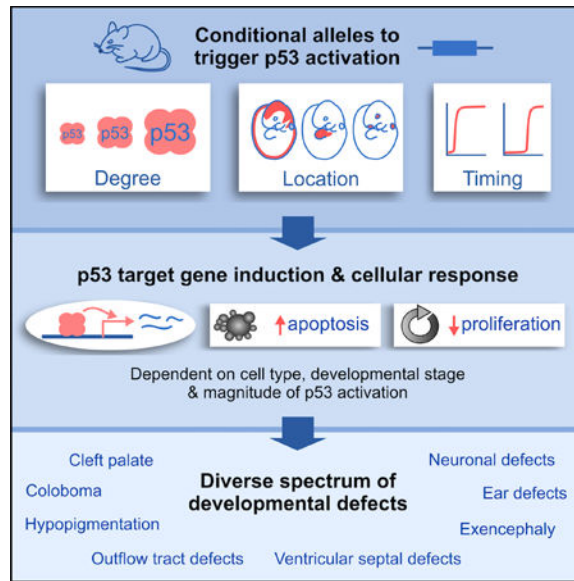 Conditional alleles to
trigger p53 activation
p53 p53 p53
Degree
Location
Timing
p53 target gene induction & cellular response
apoptosis
proliferation
Dependent on cell type, developmental stage
& magnitude of p53 activation
Cleft palate
Coloboma
Hypopigmentation
Outflow tract defects
Diverse spectrum of
developmental defects
Neuronal defects
Ear defects
Exencephaly
Ventricular septal defects